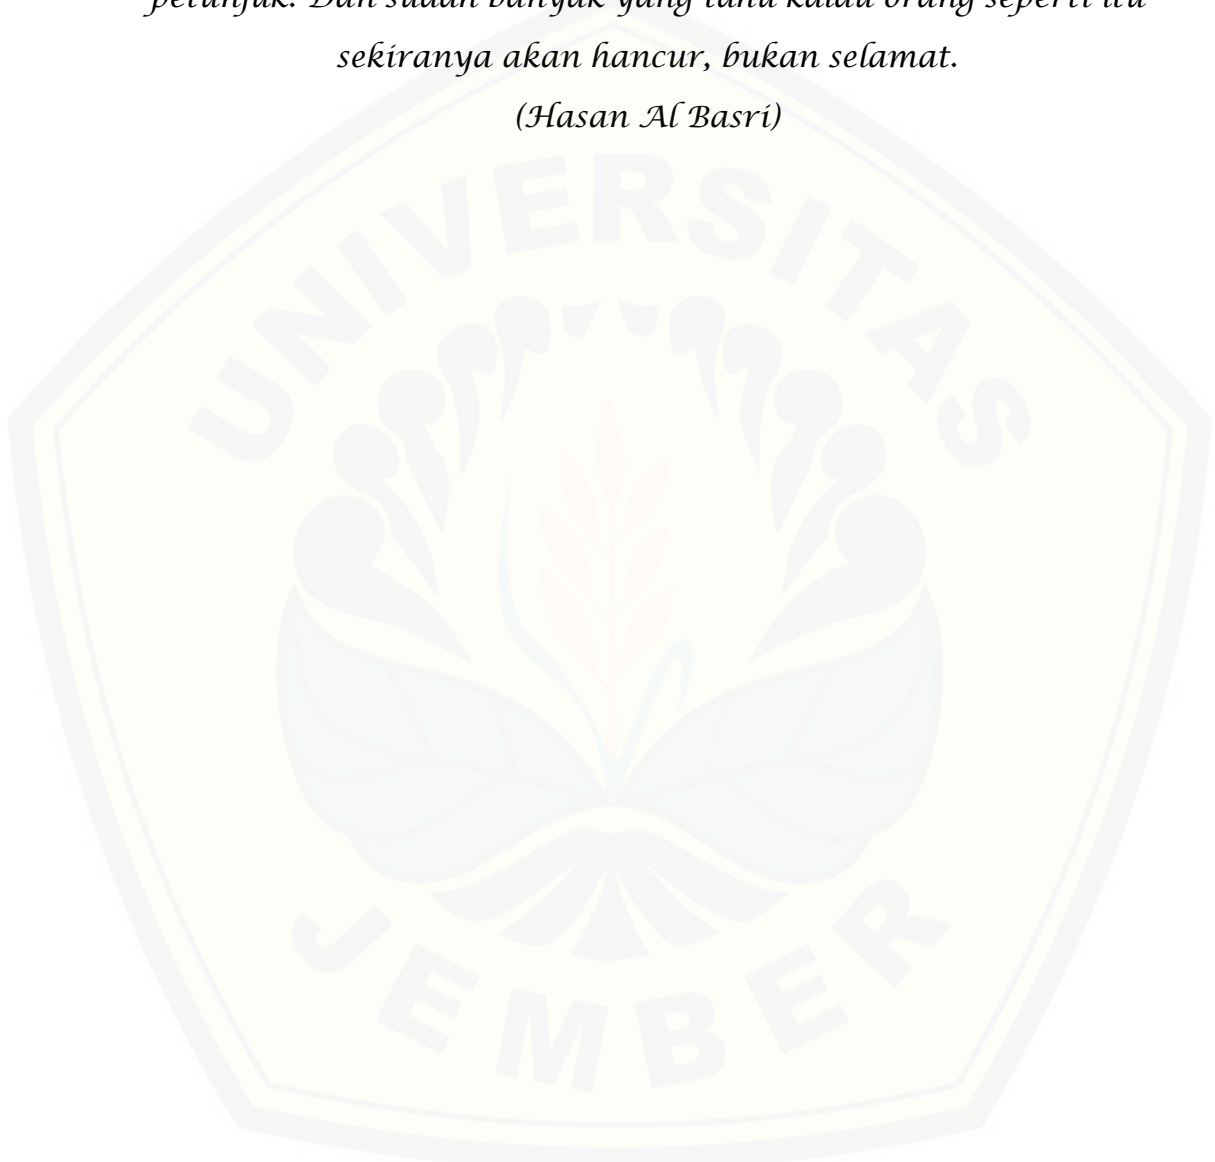 petunjuk. Dan sudah banyak yang tahu kalau orang seperti itu
sekiranya akan hancur, bukan selamat.
(Hasan Al Basri)
UNIVERSITAS
JEMBER